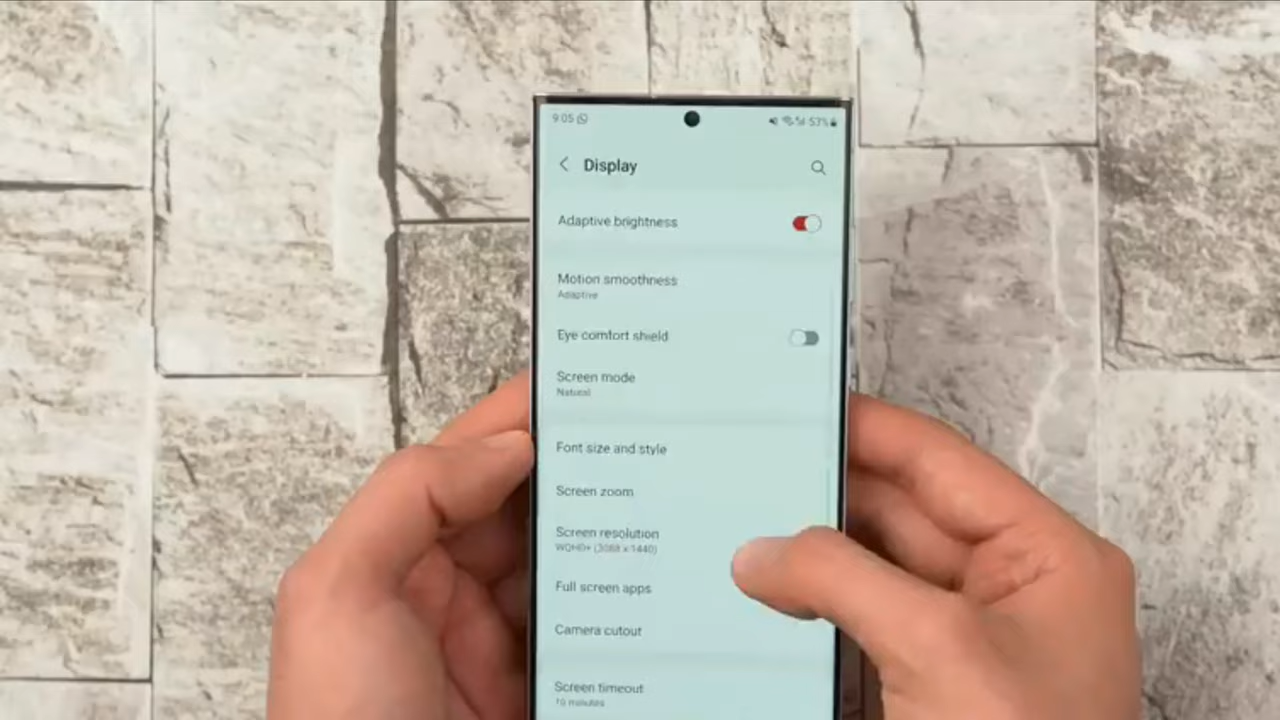 9:05
53%
Display
Adaptive brightness
Motion smoothness
Adaptive
Eye comfort shield
Screen mode
Natural
Font size and style
Screen zoom
Screen resolution
WQHD+ (3088 x 1440)
Full screen apps
Camera cutout
Screen timeout
10 minutes